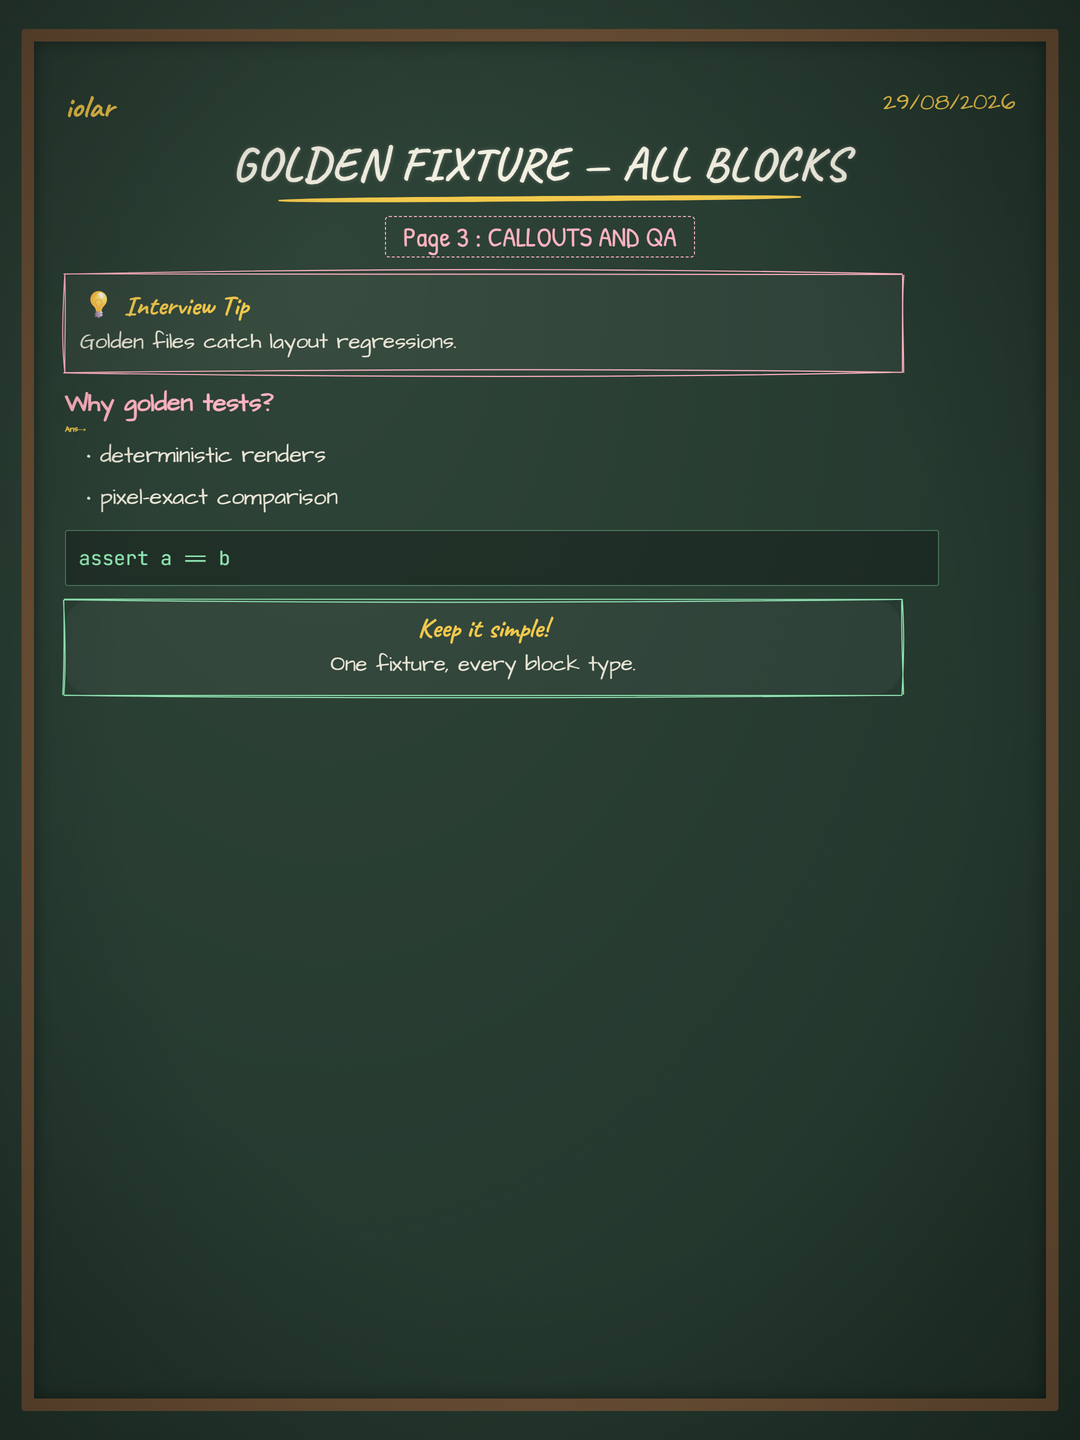 iolar
29/08/2026
GOLDEN FIXTURE – ALL BLOCKS
Page 3 : CALLOUTS AND QA
💡 Interview Tip
Golden files catch layout regressions.
Why golden tests?
Ans→
· deterministic renders
· pixel-exact comparison
assert a == b
Keep it simple!
One fixture, every block type.